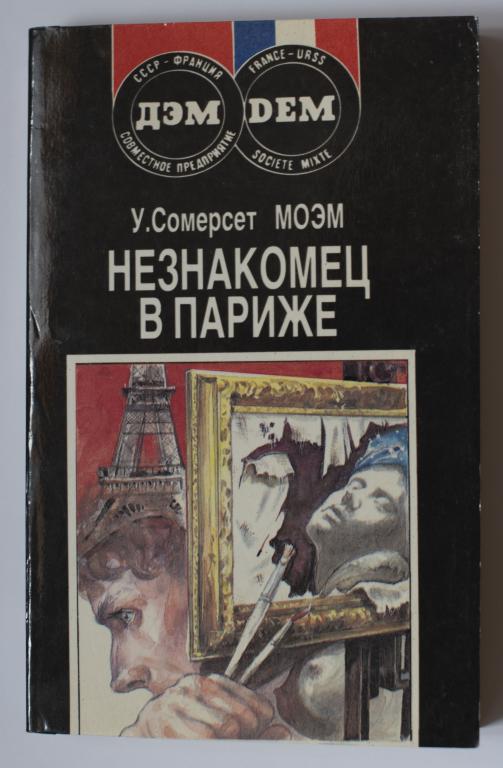 СССР - ФРАНЦИЯ
ДЭМ
СОВМЕСТНОЕ ПРЕДПРИЯТИЕ
FRANCE - URSS
DEM
SOCIETE MIXTE
У.Сомерсет МОЭМ
НЕЗНАКОМЕЦ
В ПАРИЖЕ